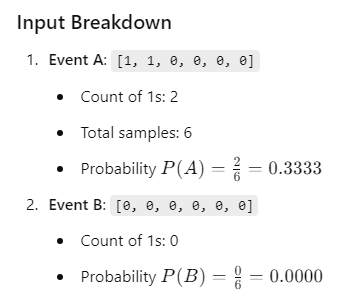 Input Breakdown
1. Event A: [1, 1, 0, 0, 0, 0]
• Count of 1s: 2
• Total samples: 6
• Probability P(A) = 2/6 = 0.3333
2. Event B: [0, 0, 0, 0, 0, 0]
• Count of 1s: 0
• Probability P(B) = 0/6 = 0.0000